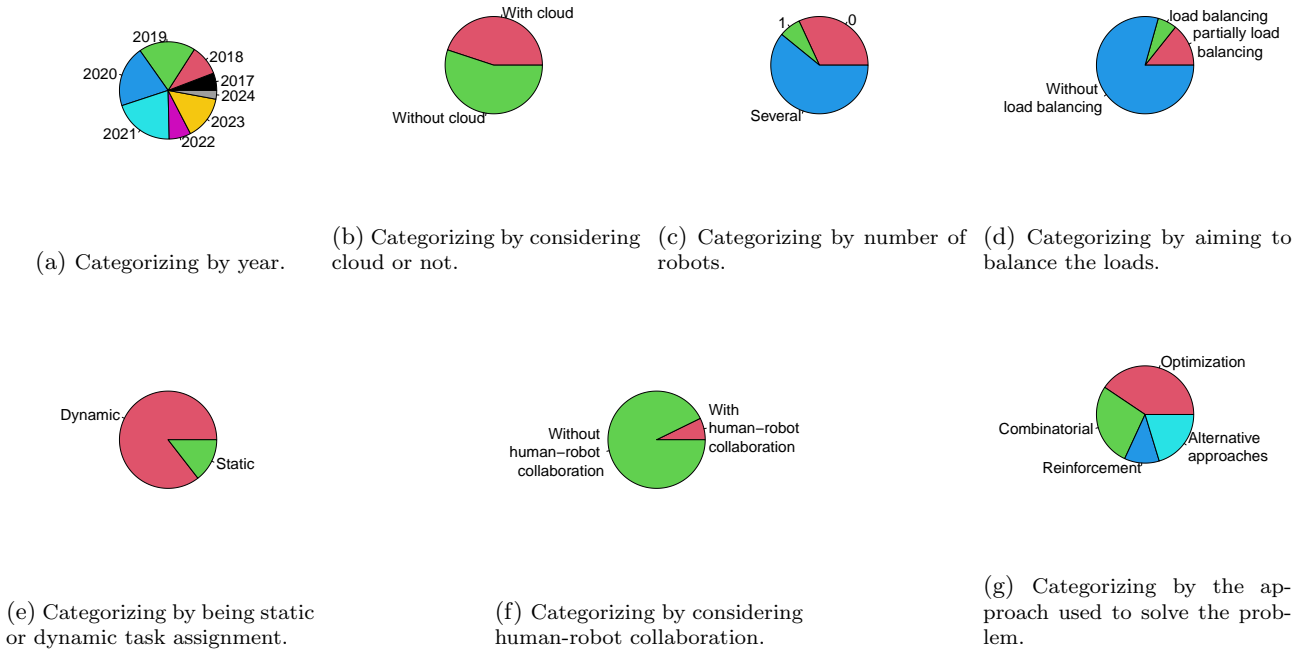 2019
2018
2020
2017
2024
2023
2021
2022
(a) Categorizing by year.
With cloud
Without cloud
(b) Categorizing by considering
cloud or not.
1
0
Several
(c) Categorizing by number of
robots.
load balancing
partially load
balancing
Without
load balancing
(d) Categorizing by aiming to
balance the loads.
Dynamic
Static
(e) Categorizing by being static
or dynamic task assignment.
With
human−robot
collaboration
Without
human−robot
collaboration
(f) Categorizing by considering
human-robot collaboration.
Optimization
Combinatorial
Reinforcement
Alternative
approaches
(g) Categorizing by the ap-
proach used to solve the prob-
lem.